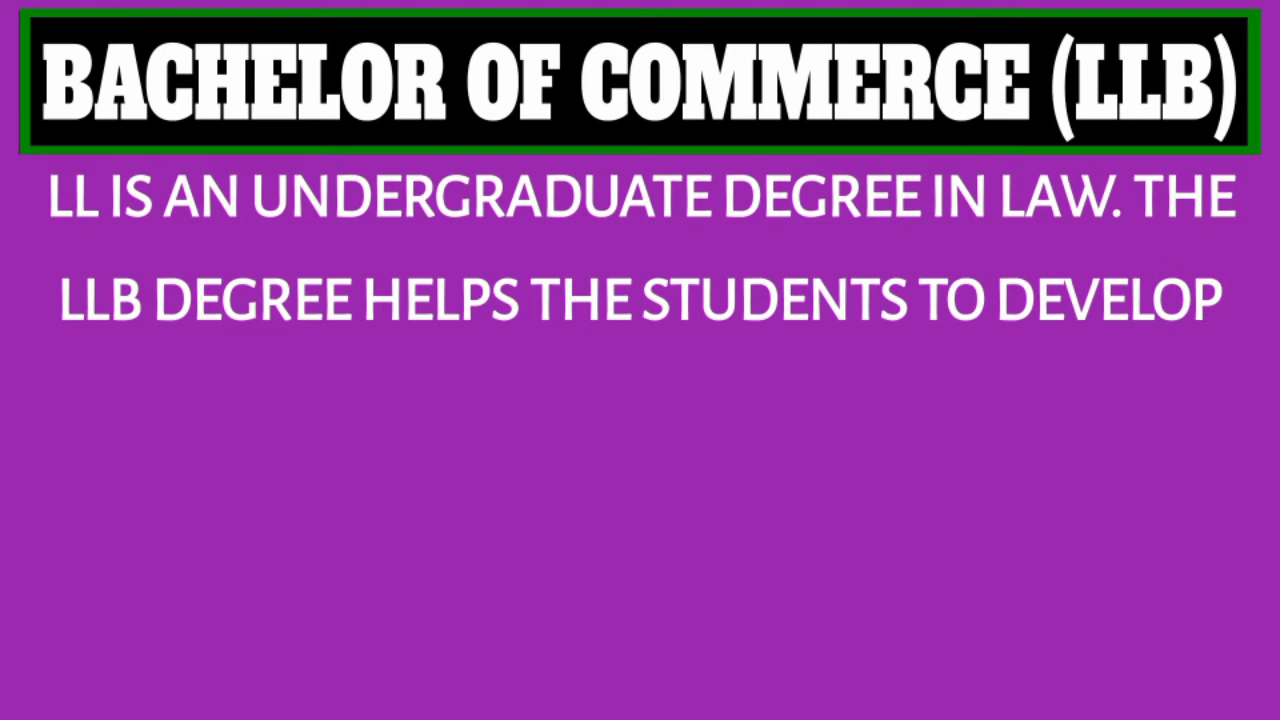 BACHELOR OF COMMERCE (LLB)
LL IS AN UNDERGRADUATE DEGREE IN LAW. THE
LLB DEGREE HELPS THE STUDENTS TO DEVELOP